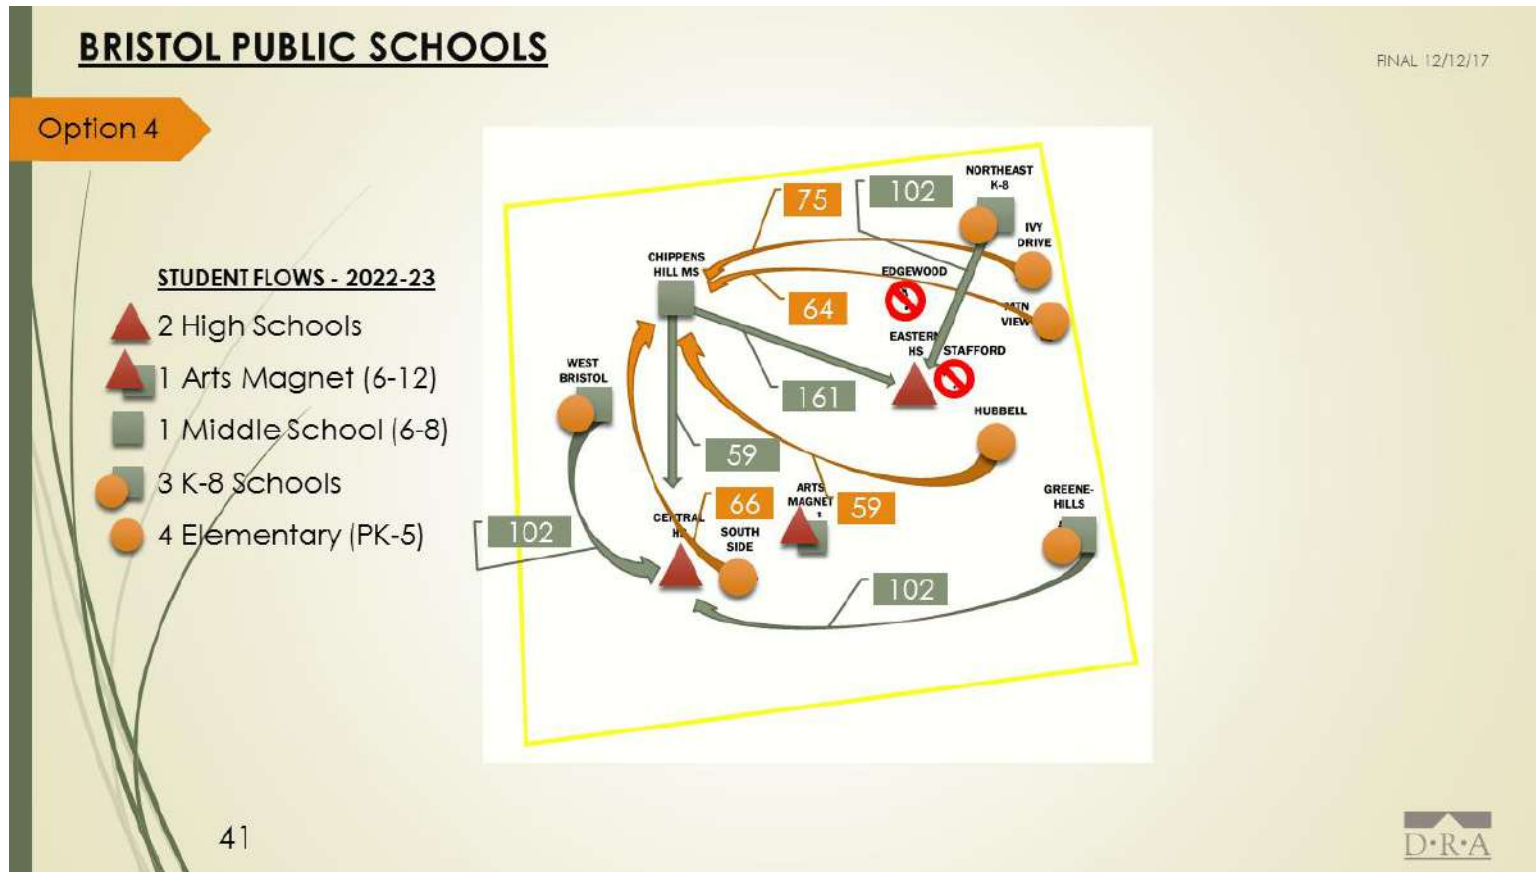 BRISTOL PUBLIC SCHOOLS
FINAL 12/12/17
Option 4
STUDENT FLOWS - 2022-23
2 High Schools
1 Arts Magnet (6-12)
1 Middle School (6-8)
3 K-8 Schools
4 Elementary (PK-5)
NORTHEAST
K-8
75
102
IVY
DRIVE
CHIPPENS
HILL MS
EDGEWOOD
64
MTN
VIEW
EASTERN
HS
STAFFORD
WEST
BRISTOL
161
HUBBELL
59
ARTS
MAGNET
GREENE-
HILLS
66
59
CENTRAL
SOUTH
SIDE
102
102
41
D•R•A